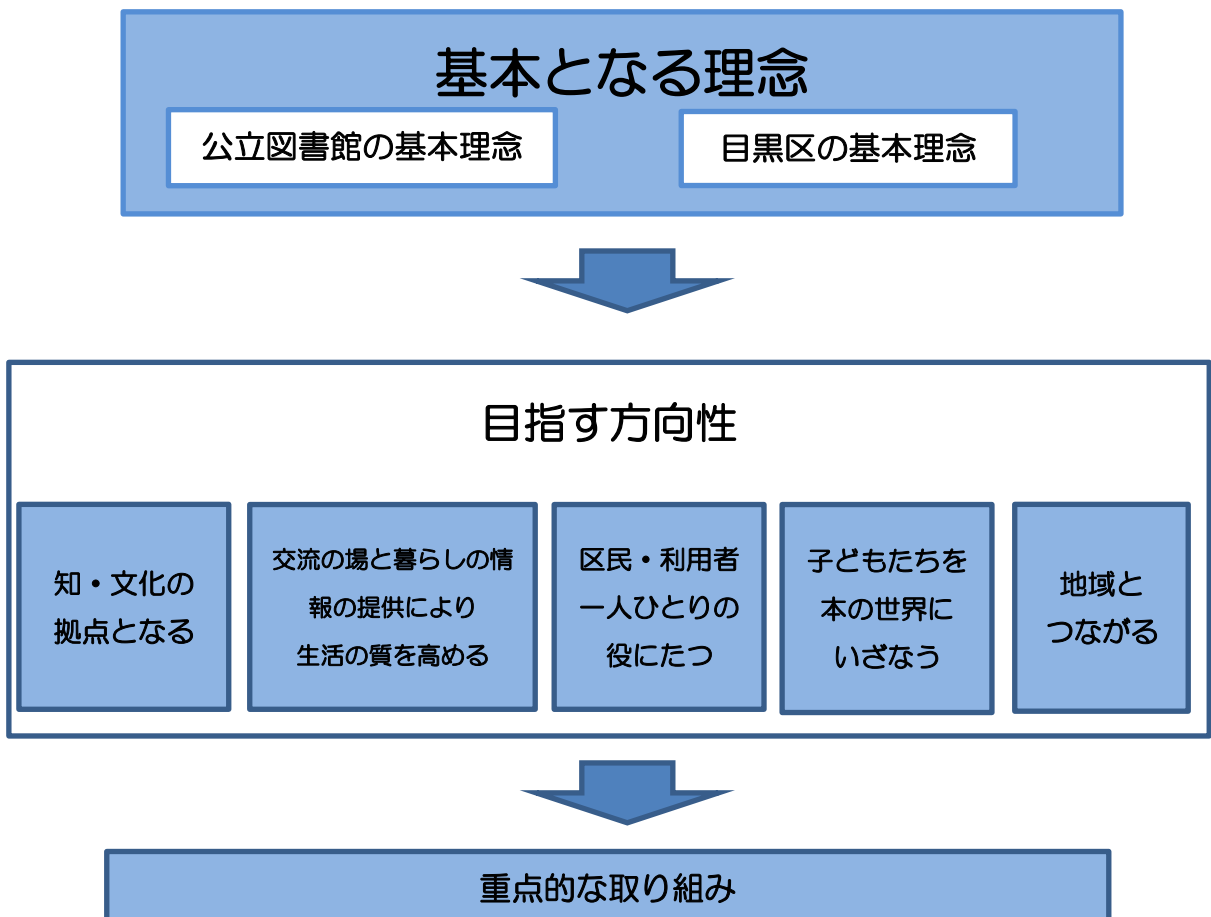 基本となる理念
公立図書館の基本理念
目黒区の基本理念
目指す方向性
知・文化の
拠点となる
交流の場と暮らしの情
報の提供により
生活の質を高める
区民・利用者
一人ひとりの
役にたつ
子どもたちを
本の世界に
いざなう
地域と
つながる
重点的な取り組み